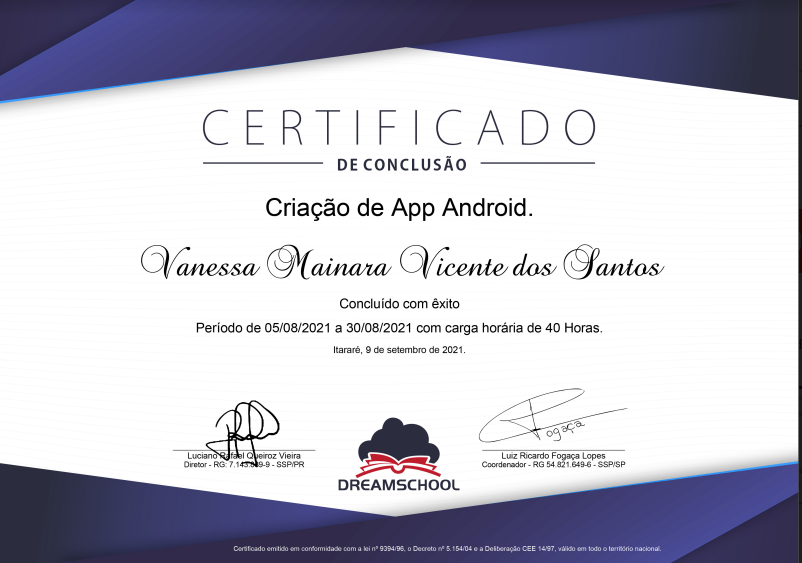 CERTIFICADO
DE CONCLUSÃO
Criação de App Android.
Vanessa Mainara Vicente dos Santos
Concluído com êxito
Período de 05/08/2021 a 30/08/2021 com carga horária de 40 Horas.
Itararé, 9 de setembro de 2021.
Fogaça
Luciano Rafael Queiroz Vieira
Diretor - RG: - SSP/PR
Luiz Ricardo Fogaça Lopes
Coordenador - RG 54.821.649-6 - SSP/SP
DREAMSCHOOL
Certificado emitido em conformidade com a lei nº 9394/96, o Decreto nº 5.154/04 e a Deliberação CEE 14/97, válido em todo o território nacional.